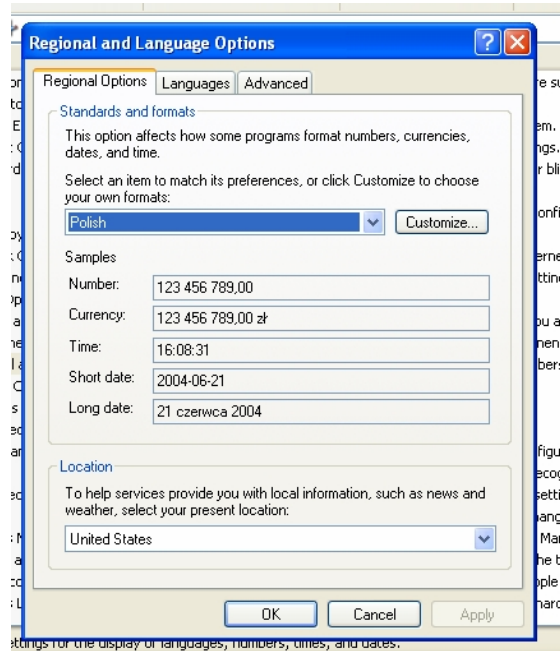 Regional and Language Options
Regional Options Languages Advanced
Standards and formats
This option affects how some programs format numbers, currencies,
dates, and time.
Select an item to match its preferences, or click Customize to choose
your own formats:
Polish Customize...
Samples
Number: 123 456 789,00
Currency: 123 456 789,00 zł
Time: 16:08:31
Short date: 2004-06-21
Long date: 21 czerwca 2004
Location
To help services provide you with local information, such as news and
weather, select your present location:
United States
OK Cancel Apply
ettings for the display of languages, numbers, times, and dates.